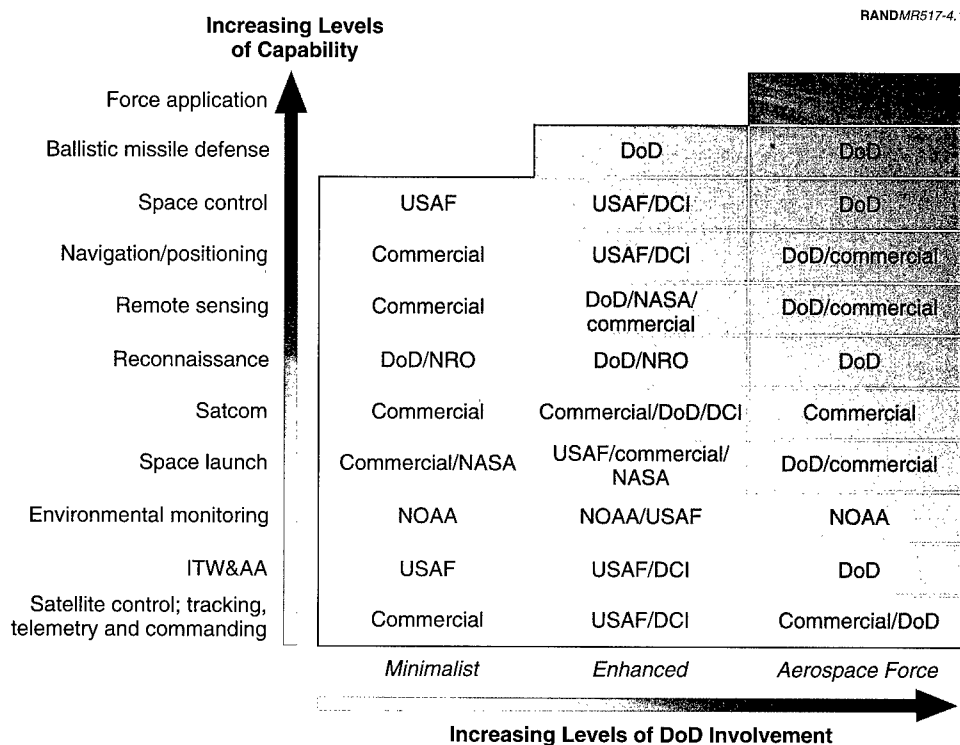 RANDMR517-4.1
Increasing Levels
of Capability
Force application
Ballistic missile defense DoD DoD
Space control USAF USAF/DCI DoD
Navigation/positioning Commercial USAF/DCI DoD/commercial
Remote sensing Commercial DoD/NASA/
commercial DoD/commercial
Reconnaissance DoD/NRO DoD/NRO DoD
Satcom Commercial Commercial/DoD/DCI Commercial
Space launch Commercial/NASA USAF/commercial/
NASA DoD/commercial
Environmental monitoring NOAA NOAA/USAF NOAA
ITW&AA USAF USAF/DCI DoD
Satellite control; tracking,
telemetry and commanding Commercial USAF/DCI Commercial/DoD
Minimalist Enhanced Aerospace Force
Increasing Levels of DoD Involvement